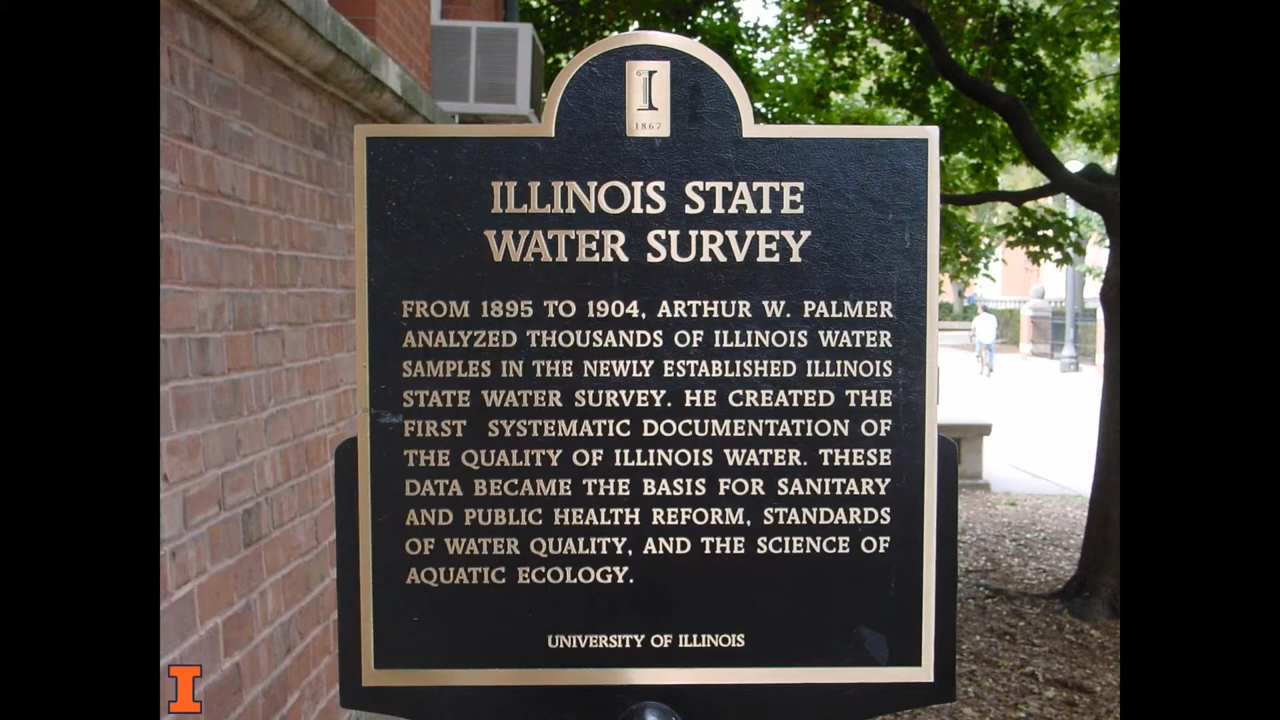 I
1867
ILLINOIS STATE
WATER SURVEY
FROM 1895 TO 1904, ARTHUR W. PALMER
ANALYZED THOUSANDS OF ILLINOIS WATER
SAMPLES IN THE NEWLY ESTABLISHED ILLINOIS
STATE WATER SURVEY. HE CREATED THE
FIRST SYSTEMATIC DOCUMENTATION OF
THE QUALITY OF ILLINOIS WATER. THESE
DATA BECAME THE BASIS FOR SANITARY
AND PUBLIC HEALTH REFORM, STANDARDS
OF WATER QUALITY, AND THE SCIENCE OF
AQUATIC ECOLOGY.
UNIVERSITY OF ILLINOIS
I